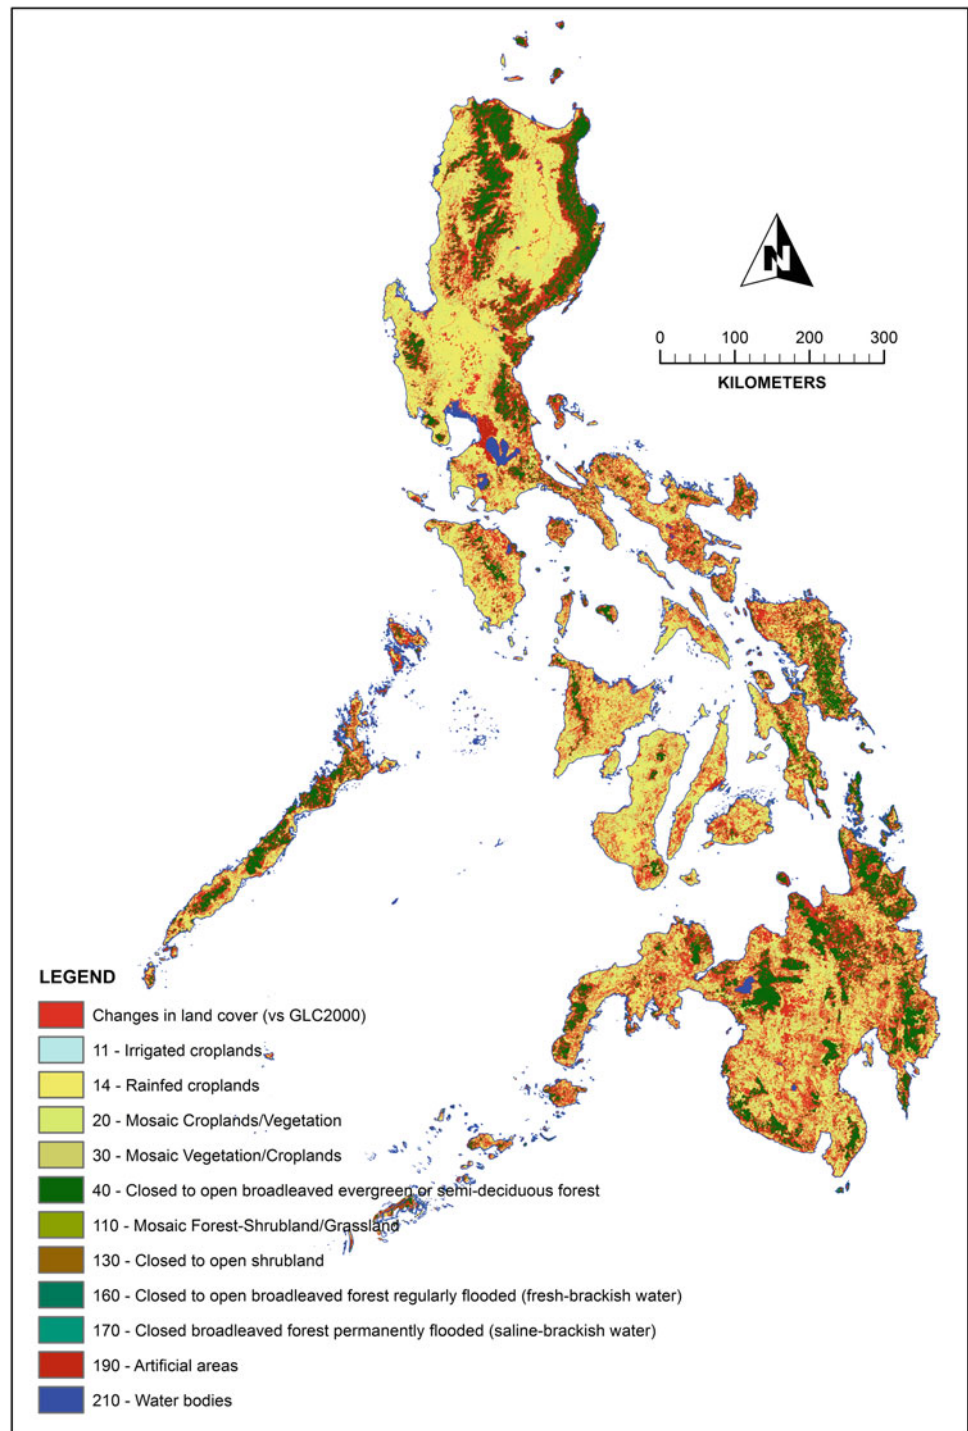 N
0 100 200 300
KILOMETERS
LEGEND
Changes in land cover (vs GLC2000)
11 - Irrigated croplands
14 - Rainfed croplands
20 - Mosaic Croplands/Vegetation
30 - Mosaic Vegetation/Croplands
40 - Closed to open broadleaved evergreen or semi-deciduous forest
110 - Mosaic Forest-Shrubland/Grassland
130 - Closed to open shrubland
160 - Closed to open broadleaved forest regularly flooded (fresh-brackish water)
170 - Closed broadleaved forest permanently flooded (saline-brackish water)
190 - Artificial areas
210 - Water bodies